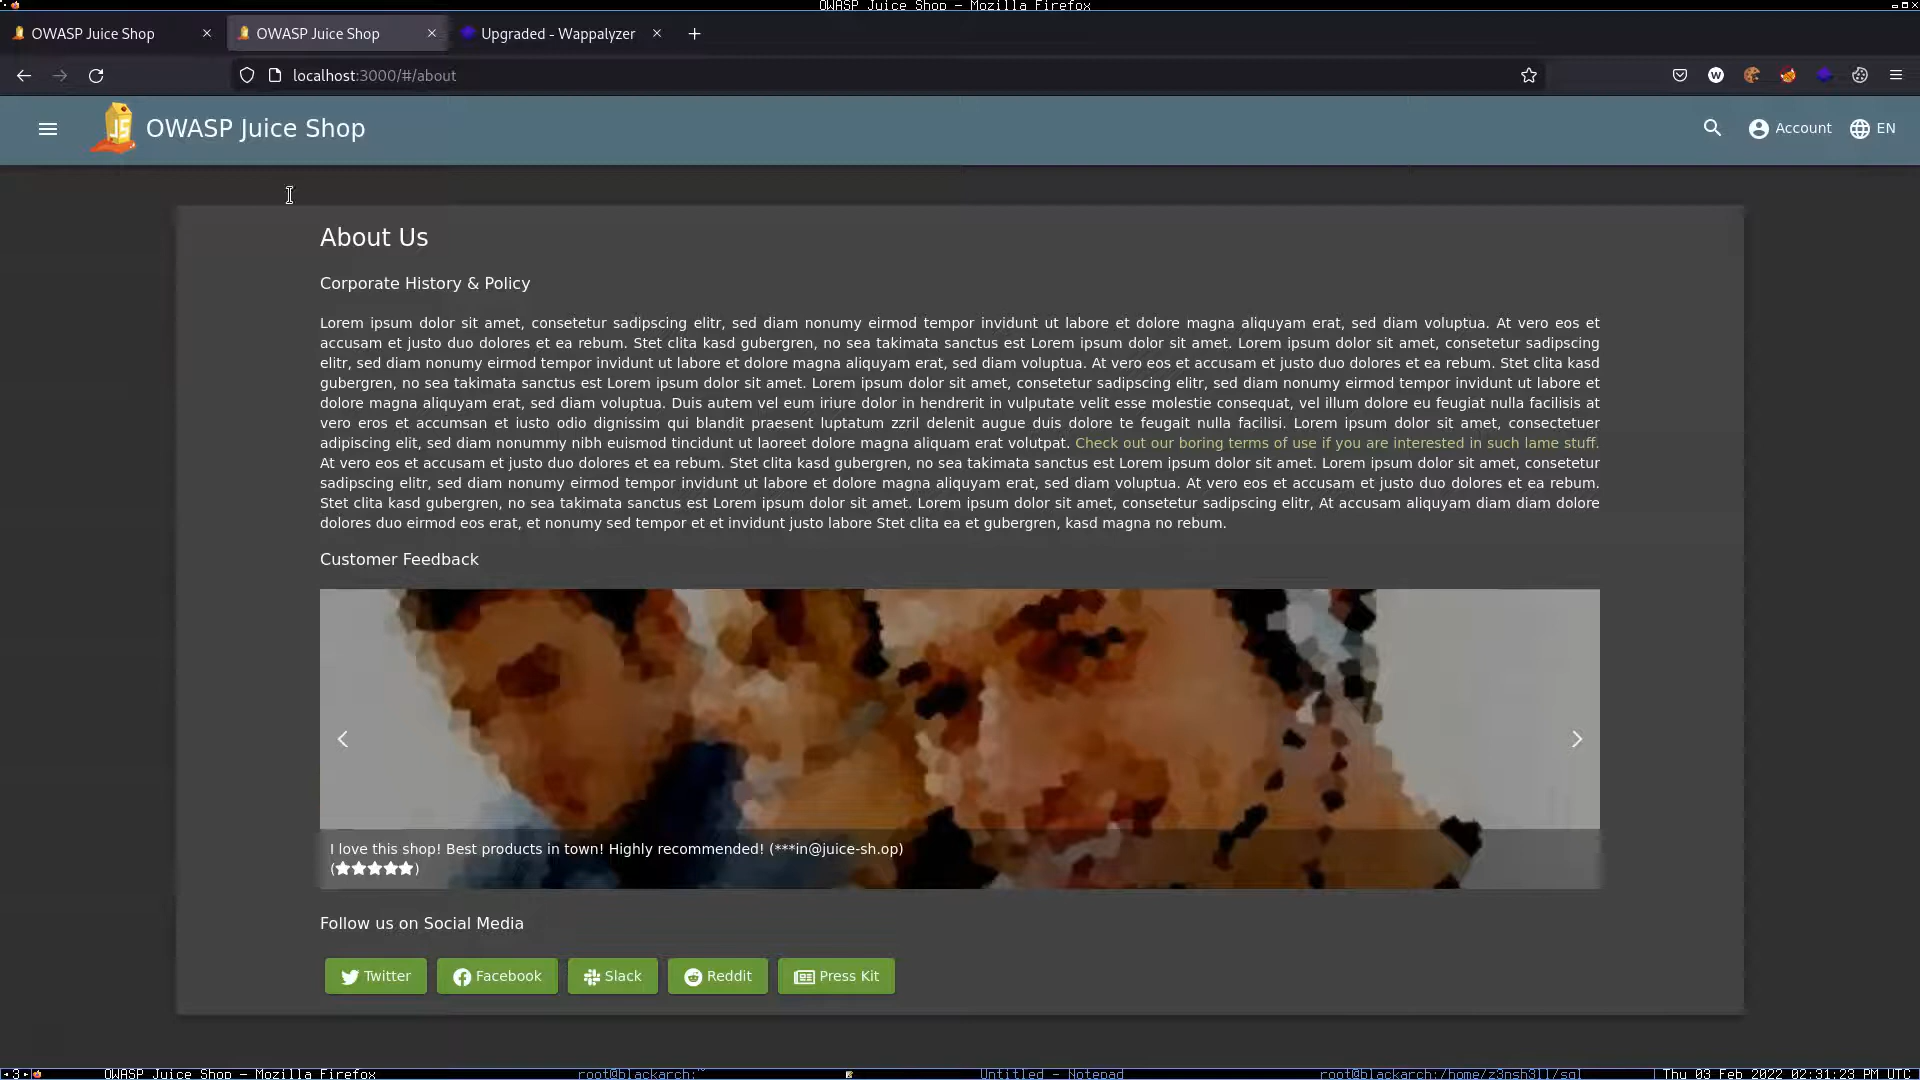 OWASP Juice Shop — Mozilla Firefox
OWASP Juice Shop
OWASP Juice Shop
Upgraded - Wappalyzer
localhost:3000/#/about
OWASP Juice Shop
Account
EN
About Us
Corporate History & Policy
Lorem ipsum dolor sit amet, consetetur sadipscing elitr, sed diam nonumy eirmod tempor invidunt ut labore et dolore magna aliquyam erat, sed diam voluptua. At vero eos et
accusam et justo duo dolores et ea rebum. Stet clita kasd gubergren, no sea takimata sanctus est Lorem ipsum dolor sit amet. Lorem ipsum dolor sit amet, consetetur sadipscing
elitr, sed diam nonumy eirmod tempor invidunt ut labore et dolore magna aliquyam erat, sed diam voluptua. At vero eos et accusam et justo duo dolores et ea rebum. Stet clita kasd
gubergren, no sea takimata sanctus est Lorem ipsum dolor sit amet. Lorem ipsum dolor sit amet, consetetur sadipscing elitr, sed diam nonumy eirmod tempor invidunt ut labore et
dolore magna aliquyam erat, sed diam voluptua. Duis autem vel eum iriure dolor in hendrerit in vulputate velit esse molestie consequat, vel illum dolore eu feugiat nulla facilisis at
vero eros et accumsan et iusto odio dignissim qui blandit praesent luptatum zzril delenit augue duis dolore te feugait nulla facilisi. Lorem ipsum dolor sit amet, consectetuer
adipiscing elit, sed diam nonummy nibh euismod tincidunt ut laoreet dolore magna aliquam erat volutpat. Check out our boring terms of use if you are interested in such lame stuff.
At vero eos et accusam et justo duo dolores et ea rebum. Stet clita kasd gubergren, no sea takimata sanctus est Lorem ipsum dolor sit amet. Lorem ipsum dolor sit amet, consetetur
sadipscing elitr, sed diam nonumy eirmod tempor invidunt ut labore et dolore magna aliquyam erat, sed diam voluptua. At vero eos et accusam et justo duo dolores et ea rebum.
Stet clita kasd gubergren, no sea takimata sanctus est Lorem ipsum dolor sit amet. Lorem ipsum dolor sit amet, consetetur sadipscing elitr, At accusam aliquyam diam diam dolore
dolores duo eirmod eos erat, et nonumy sed tempor et et invidunt justo labore Stet clita ea et gubergren, kasd magna no rebum.
Customer Feedback
I love this shop! Best products in town! Highly recommended! (***in@juice-sh.op)
(★★★★★)
Follow us on Social Media
Twitter
Facebook
Slack
Reddit
Press Kit
3
OWASP Juice Shop — Mozilla Firefox
root@blackarch:~
Untitled - Notepad
root@blackarch:/home/z3nsh3ll/sql
Thu 03 Feb 2022 02:31:23 PM UTC